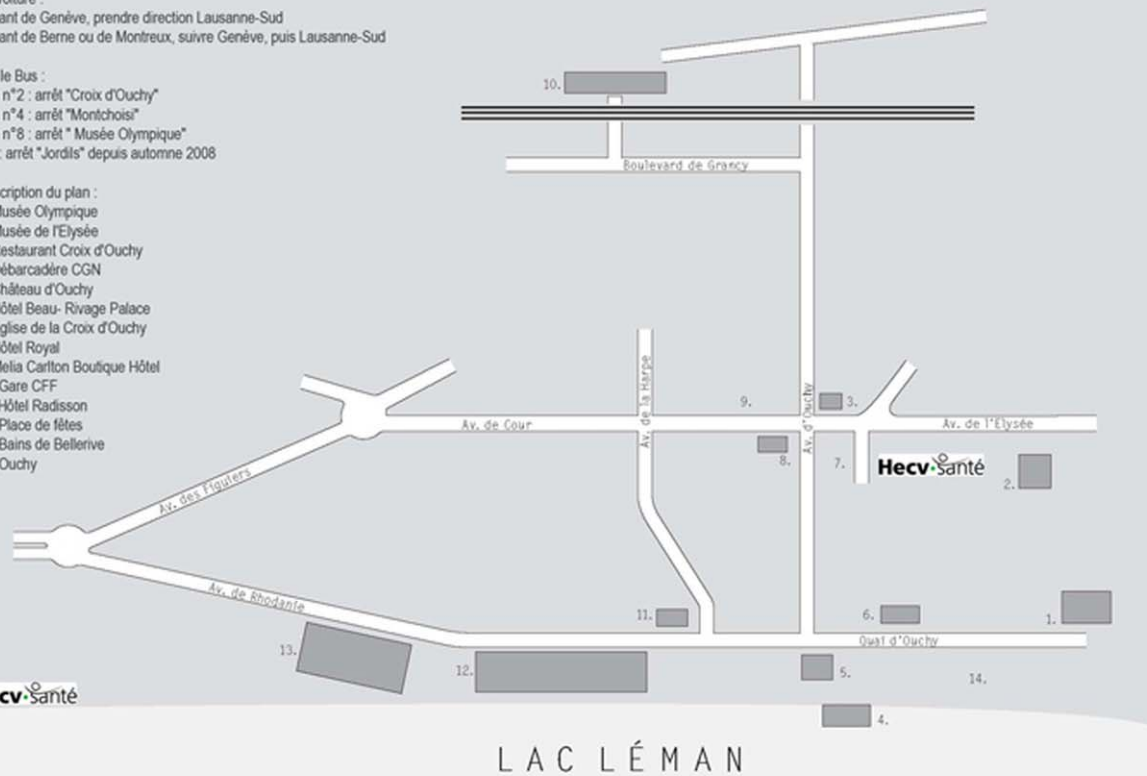 oiture :
ant de Genève, prendre direction Lausanne-Sud
ant de Berne ou de Montreux, suivre Genève, puis Lausanne-Sud
le Bus :
n°2 : arrêt "Croix d'Ouchy"
n°4 : arrêt "Montchoisi"
n°8 : arrêt " Musée Olympique"
: arrêt "Jordils" depuis automne 2008
cription du plan :
usée Olympique
usée de l'Elysée
estaurant Croix d'Ouchy
ébarcadère CGN
hâteau d'Ouchy
ôtel Beau- Rivage Palace
glise de la Croix d'Ouchy
ôtel Royal
elia Carlton Boutique Hôtel
Gare CFF
Hôtel Radisson
Place de fêtes
Bains de Bellerive
Ouchy
10.
Boulevard de Grancy
Av. de la Harpe
Av. d'Ouchy
9.
3.
Av. de Cour
Av. de l'Elysée
8.
7.
Hecv·santé
2.
Av. des Figuiers
Av. de Rhodanie
11.
6.
1.
Quai d'Ouchy
13.
12.
5.
14.
cv·santé
4.
LAC LÉMAN